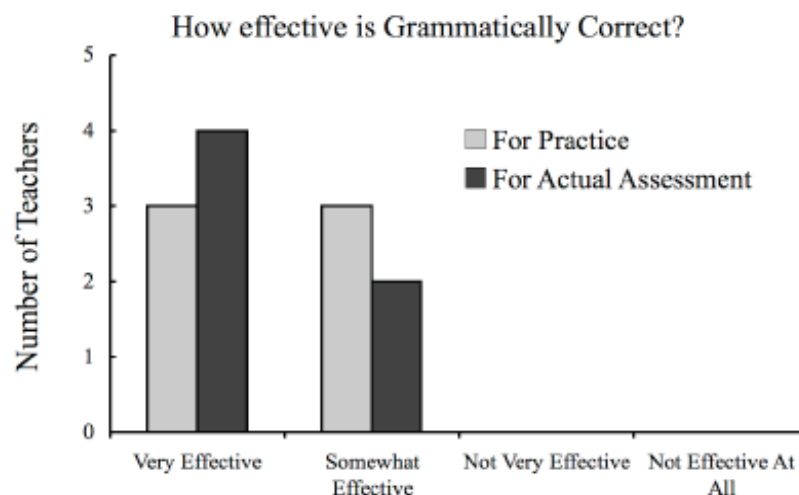 How effective is Grammatically Correct?
5
4
3
2
1
0
Number of Teachers
For Practice
For Actual Assessment
Very Effective
Somewhat
Effective
Not Very Effective
Not Effective At
All